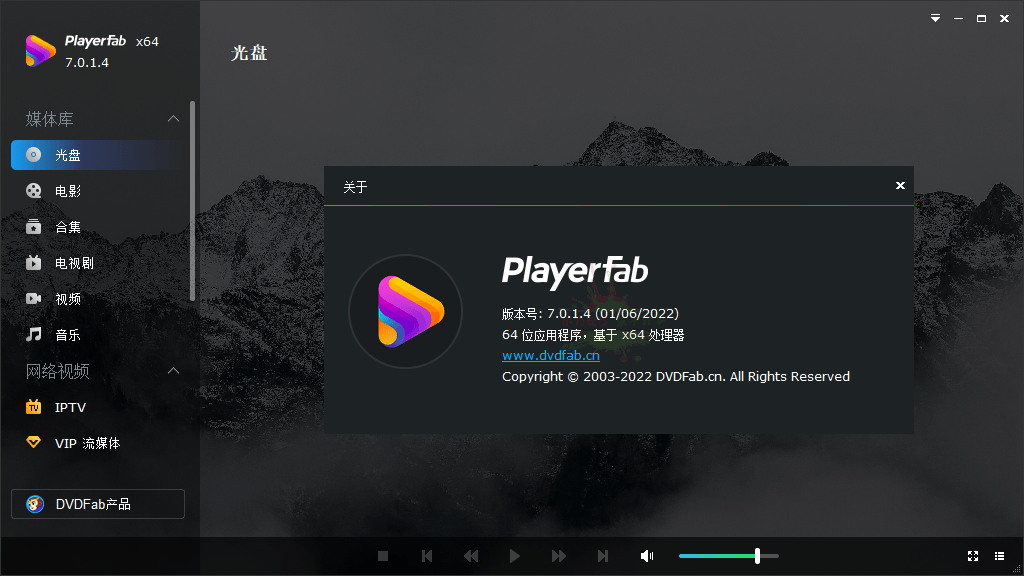 Playerfab x64
7.0.1.4
媒体库
光盘
电影
合集
电视剧
视频
音乐
网络视频
IPTV
VIP 流媒体
DVDFab产品
光盘
关于
Playerfab
版本号: 7.0.1.4 (01/06/2022)
64 位应用程序，基于 x64 处理器
www.dvdfab.cn
Copyright © 2003-2022 DVDFab.cn. All Rights Reserved